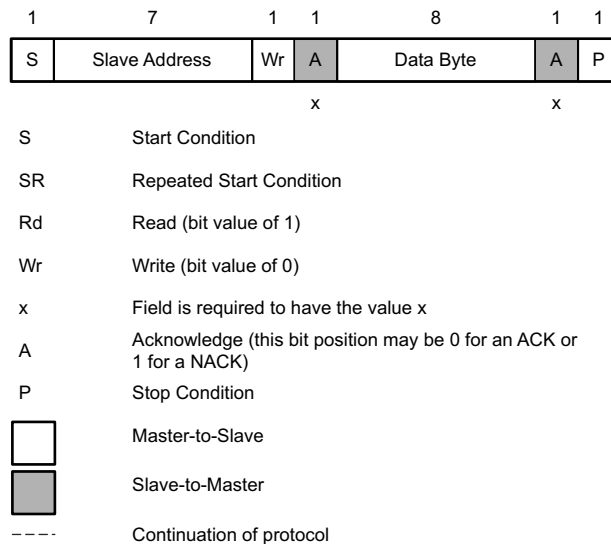 1 7 1 1 8 1 1
S Slave Address Wr A Data Byte A P
x x
S Start Condition
SR Repeated Start Condition
Rd Read (bit value of 1)
Wr Write (bit value of 0)
x Field is required to have the value x
A Acknowledge (this bit position may be 0 for an ACK or
1 for a NACK)
P Stop Condition
Master-to-Slave
Slave-to-Master
---- Continuation of protocol